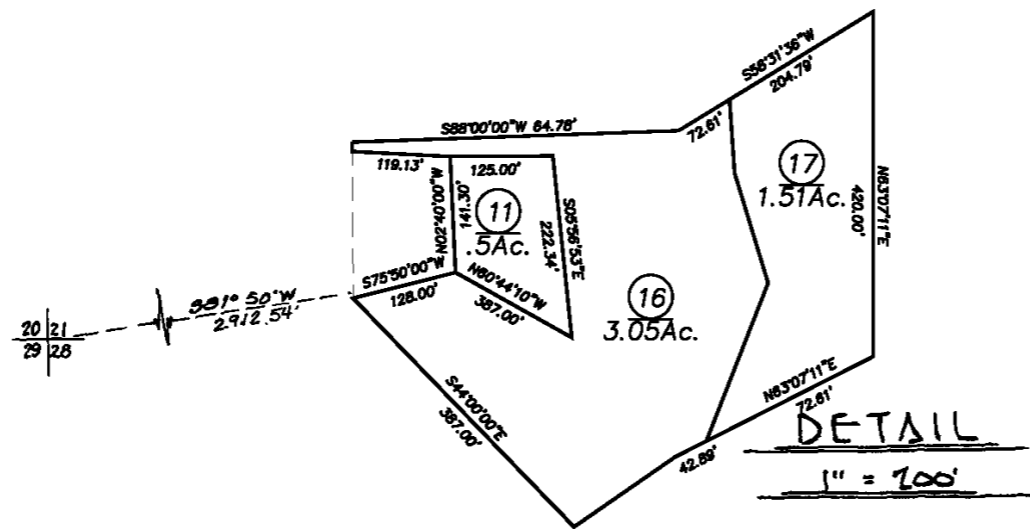 S58°31'36"W
204.79'
S88°00'00"W 64.78'
72.61'
119.13'
125.00'
17
1.51Ac.
N63°07'11"E
420.00'
N02°40'00"W
141.30'
11
.5Ac.
S05°56'53"E
222.34'
S75°50'00"W
128.00'
N60°44'10"W
387.00'
16
3.05Ac.
S81° 50'W
2912.54'
20 21
29 28
S44°00'00"E
387.00'
N63°07'11"E
72.61'
42.89'
DETAIL
1" = 200'